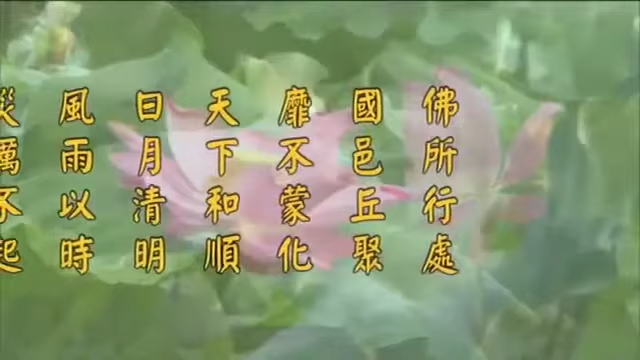 佛所行處
國邑丘聚
靡不蒙化
天下和順
日月清明
風雨以時
災厲不起